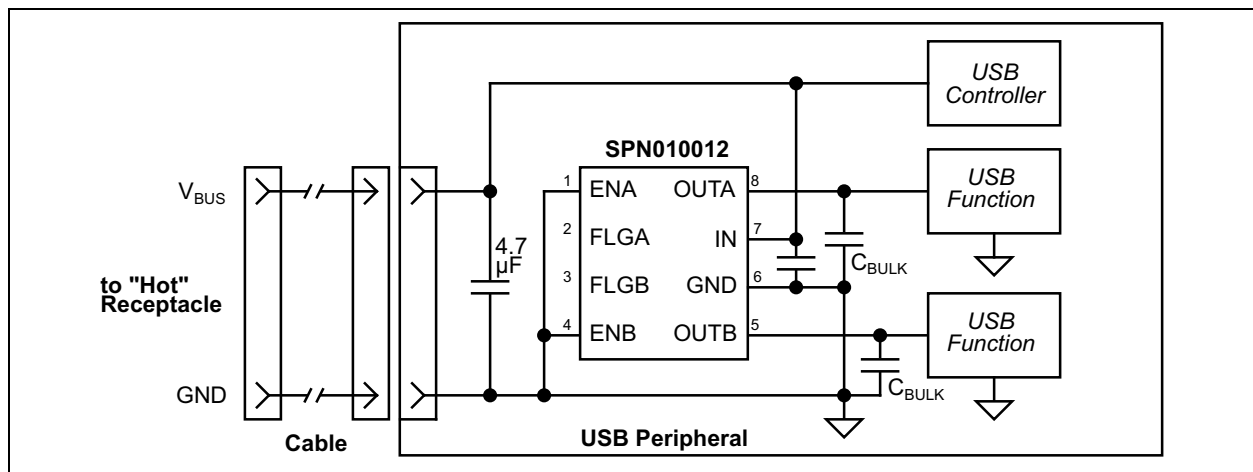 USB
Controller
SPN010012
V_BUS
1 ENA OUTA 8
USB
Function
2 FLGA IN 7
4.7
µF
C_BULK
to "Hot"
Receptacle
3 FLGB GND 6
4 ENB OUTB 5
USB
Function
GND
C_BULK
Cable
USB Peripheral